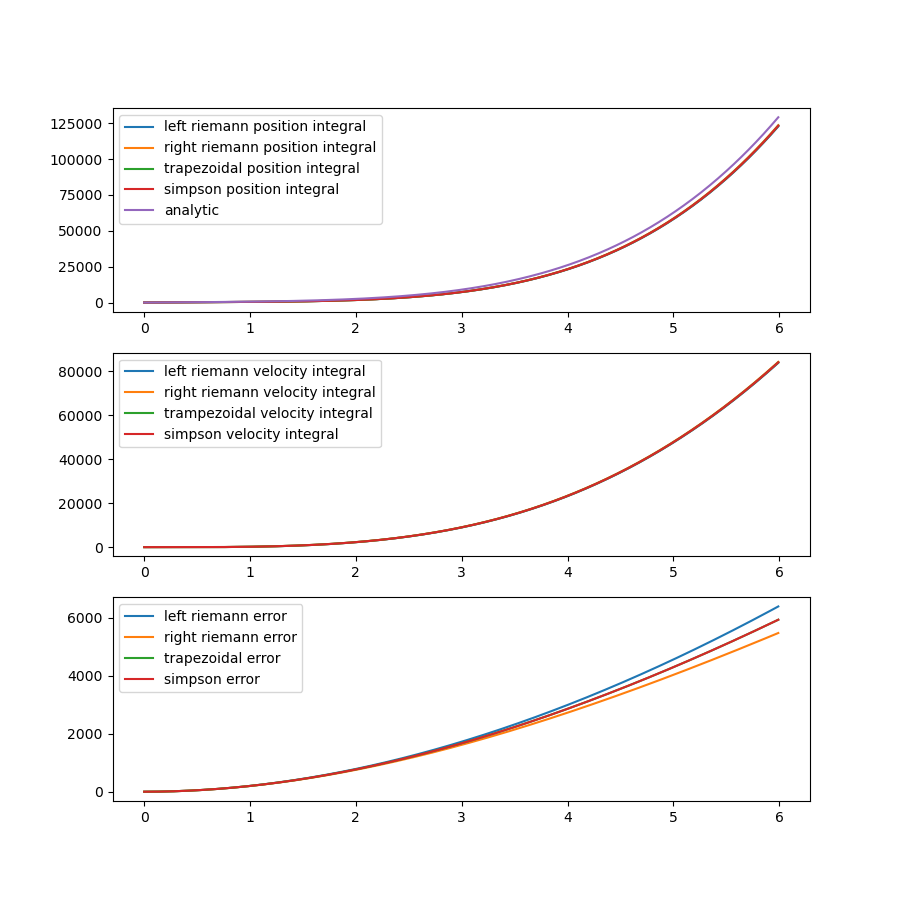 125000
100000
75000
50000
25000
0
left riemann position integral
right riemann position integral
trapezoidal position integral
simpson position integral
analytic
0 1 2 3 4 5 6
80000
60000
40000
20000
0
left riemann velocity integral
right riemann velocity integral
trampezoidal velocity integral
simpson velocity integral
0 1 2 3 4 5 6
6000
4000
2000
0
left riemann error
right riemann error
trapezoidal error
simpson error
0 1 2 3 4 5 6